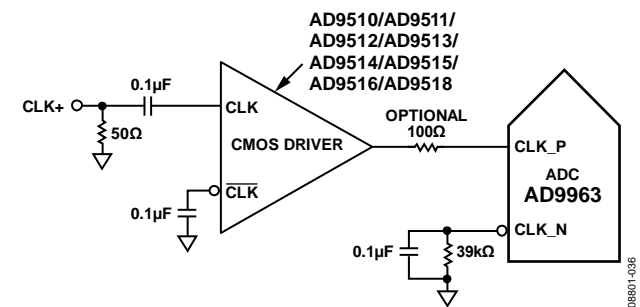 AD9510/AD9511/
AD9512/AD9513/
AD9514/AD9515/
AD9516/AD9518
0.1µF
CLK+
50Ω
CLK
CMOS DRIVER
CLK
0.1µF
OPTIONAL
100Ω
CLK_P
ADC
AD9963
CLK_N
0.1µF
39kΩ
08801-036